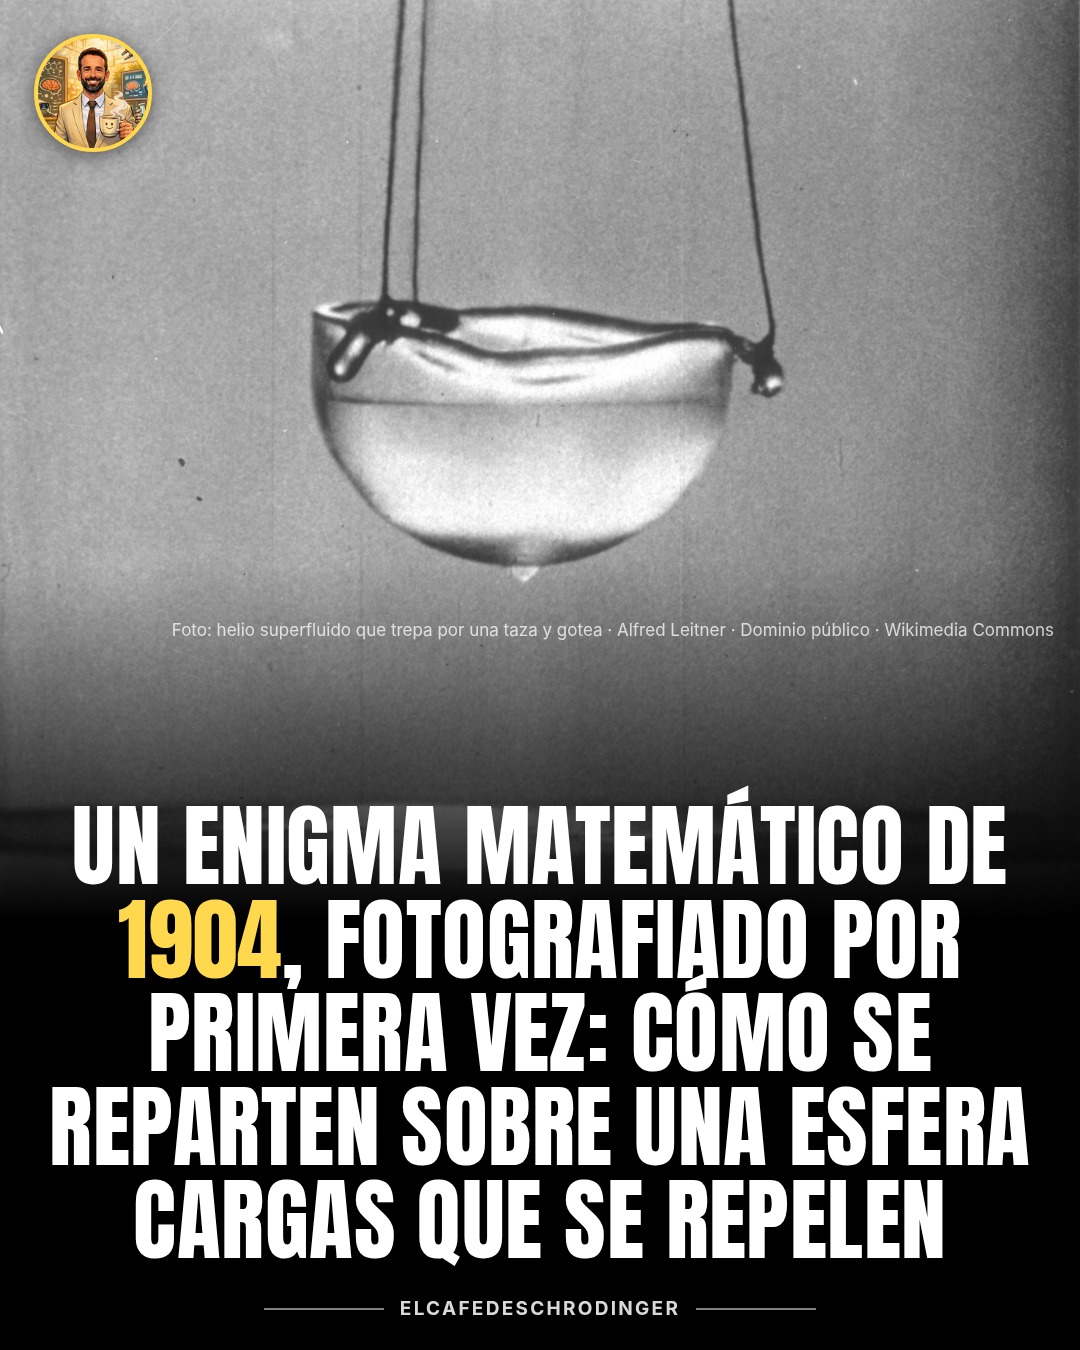 Foto: helio superfluido que trepa por una taza y gotea · Alfred Leitner · Dominio público · Wikimedia Commons
UN ENIGMA MATEMÁTICO DE
1904, FOTOGRAFIADO POR
PRIMERA VEZ: CÓMO SE
REPARTEN SOBRE UNA ESFERA
CARGAS QUE SE REPELEN
ELCAFEDESCHRODINGER